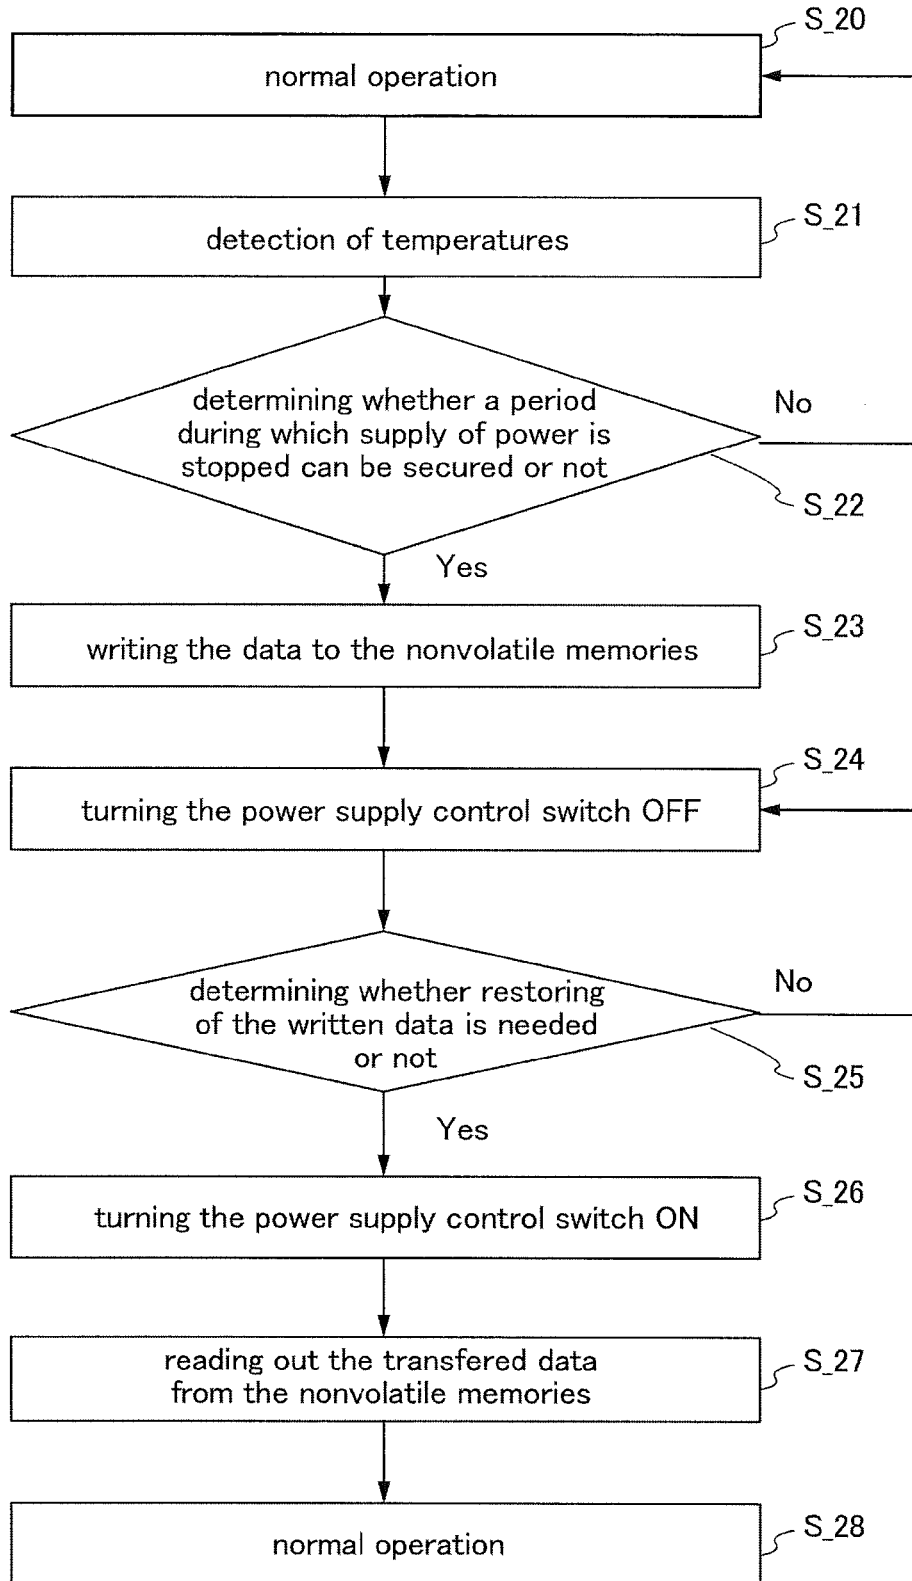 S_20
normal operation
S_21
detection of temperatures
determining whether a period
during which supply of power is
stopped can be secured or not
No
S_22
Yes
S_23
writing the data to the nonvolatile memories
S_24
turning the power supply control switch OFF
determining whether restoring
of the written data is needed
or not
No
S_25
Yes
S_26
turning the power supply control switch ON
S_27
reading out the transfered data
from the nonvolatile memories
S_28
normal operation